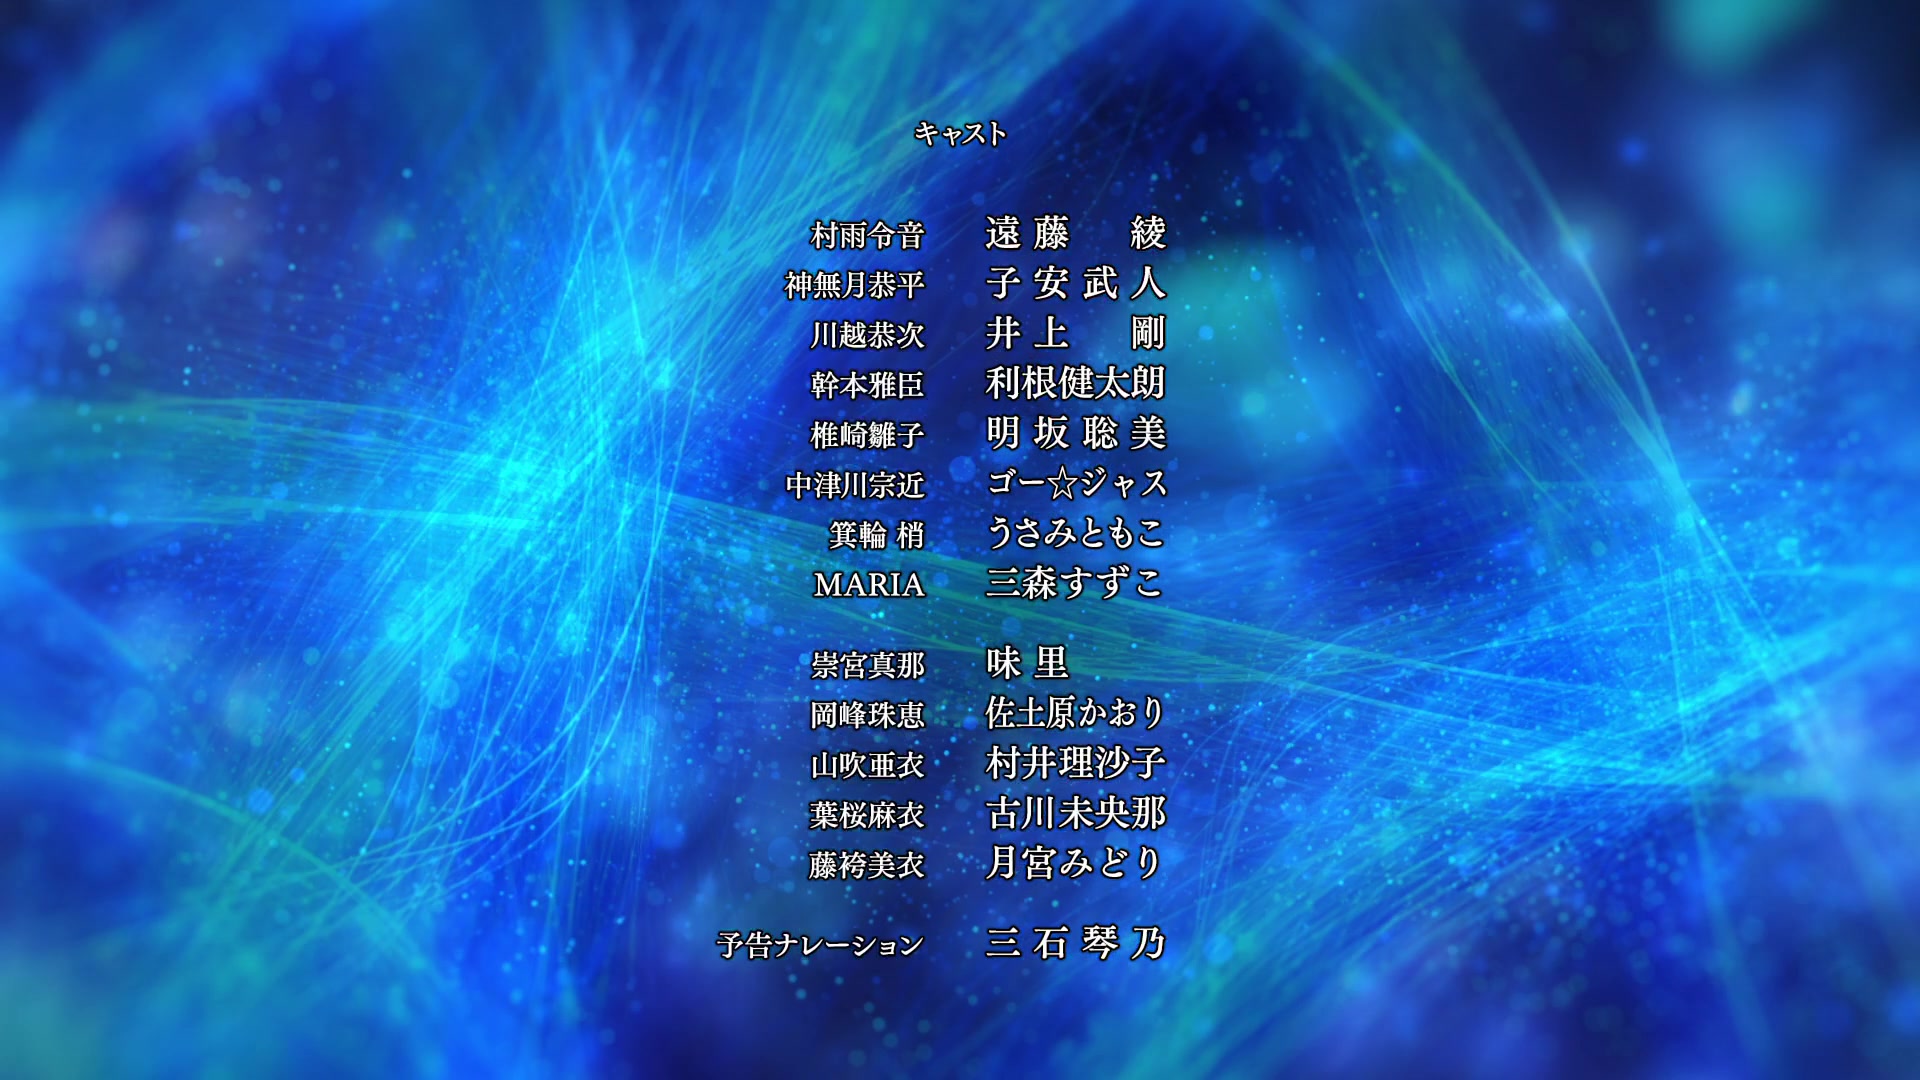 キャスト
村雨令音 遠藤 綾
神無月恭平 子安武人
川越恭次 井上 剛
幹本雅臣 利根健太朗
椎崎雛子 明坂聡美
中津川宗近 ゴー☆ジャス
箕輪 梢 うさみともこ
MARIA 三森すずこ
崇宮真那 味里
岡峰珠恵 佐土原かおり
山吹亜衣 村井理沙子
葉桜麻衣 古川未央那
藤袴美衣 月宮みどり
予告ナレーション 三石琴乃